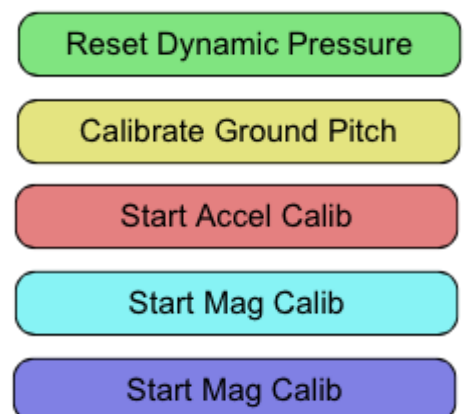 Reset Dynamic Pressure
Calibrate Ground Pitch
Start Accel Calib
Start Mag Calib
Start Mag Calib